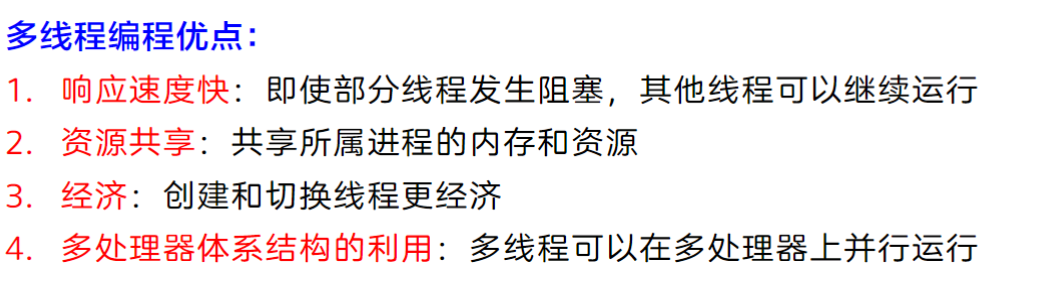 多线程编程优点：
1. 响应速度快：即使部分线程发生阻塞，其他线程可以继续运行
2. 资源共享：共享所属进程的内存和资源
3. 经济：创建和切换线程更经济
4. 多处理器体系结构的利用：多线程可以在多处理器上并行运行